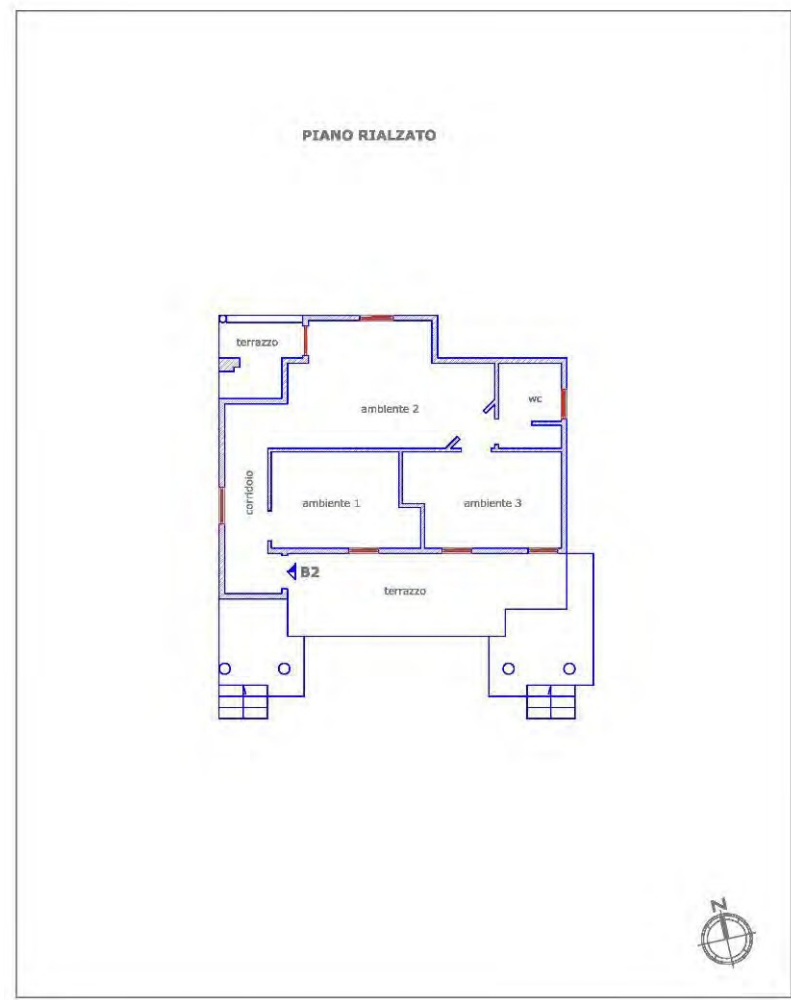 PIANO RIALZATO
terrazzo
ambiente 2
wc
corridoio
ambiente 1
ambiente 3
B2
terrazzo
N